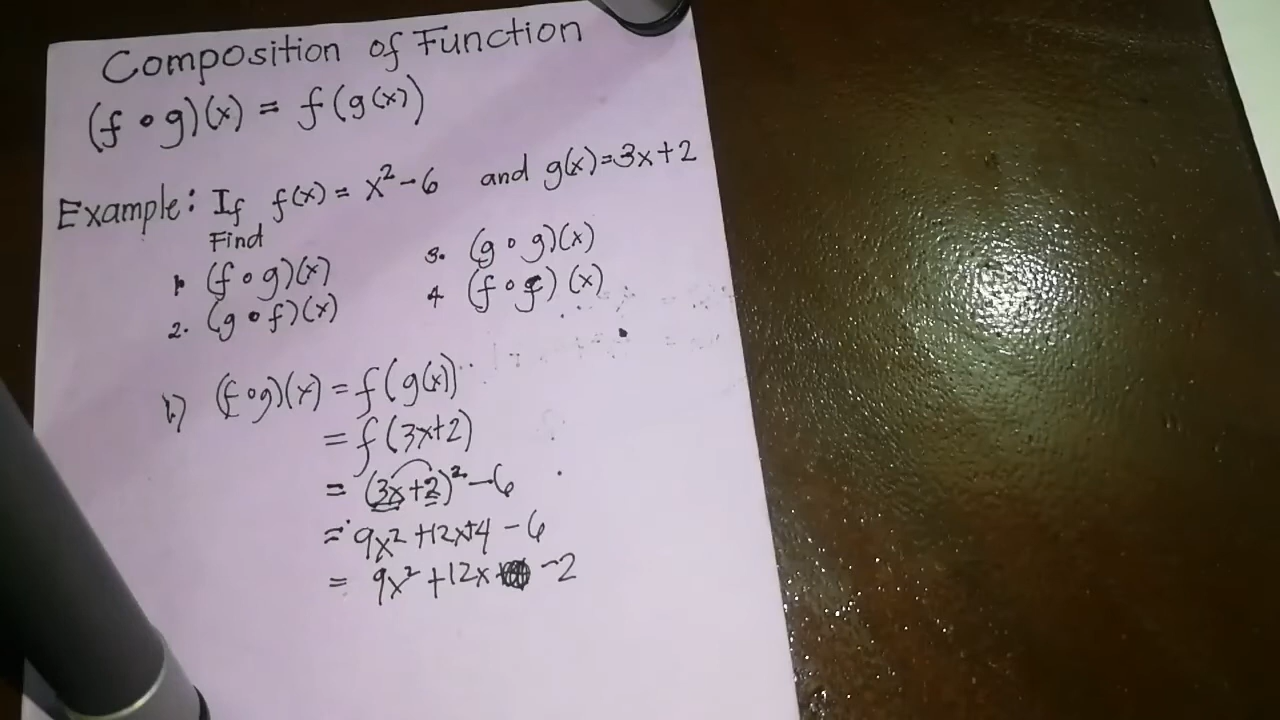 Composition of Function
(f ∘ g)(x) = f(g(x))
Example: If f(x) = x² - 6 and g(x) = 3x + 2
Find
1. (f ∘ g)(x) 3. (g ∘ g)(x)
2. (g ∘ f)(x) 4. (f ∘ f)(x)
1.) (f ∘ g)(x) = f(g(x))
= f(3x+2)
= (3x+2)² - 6
= 9x² + 12x + 4 - 6
= 9x² + 12x - 2